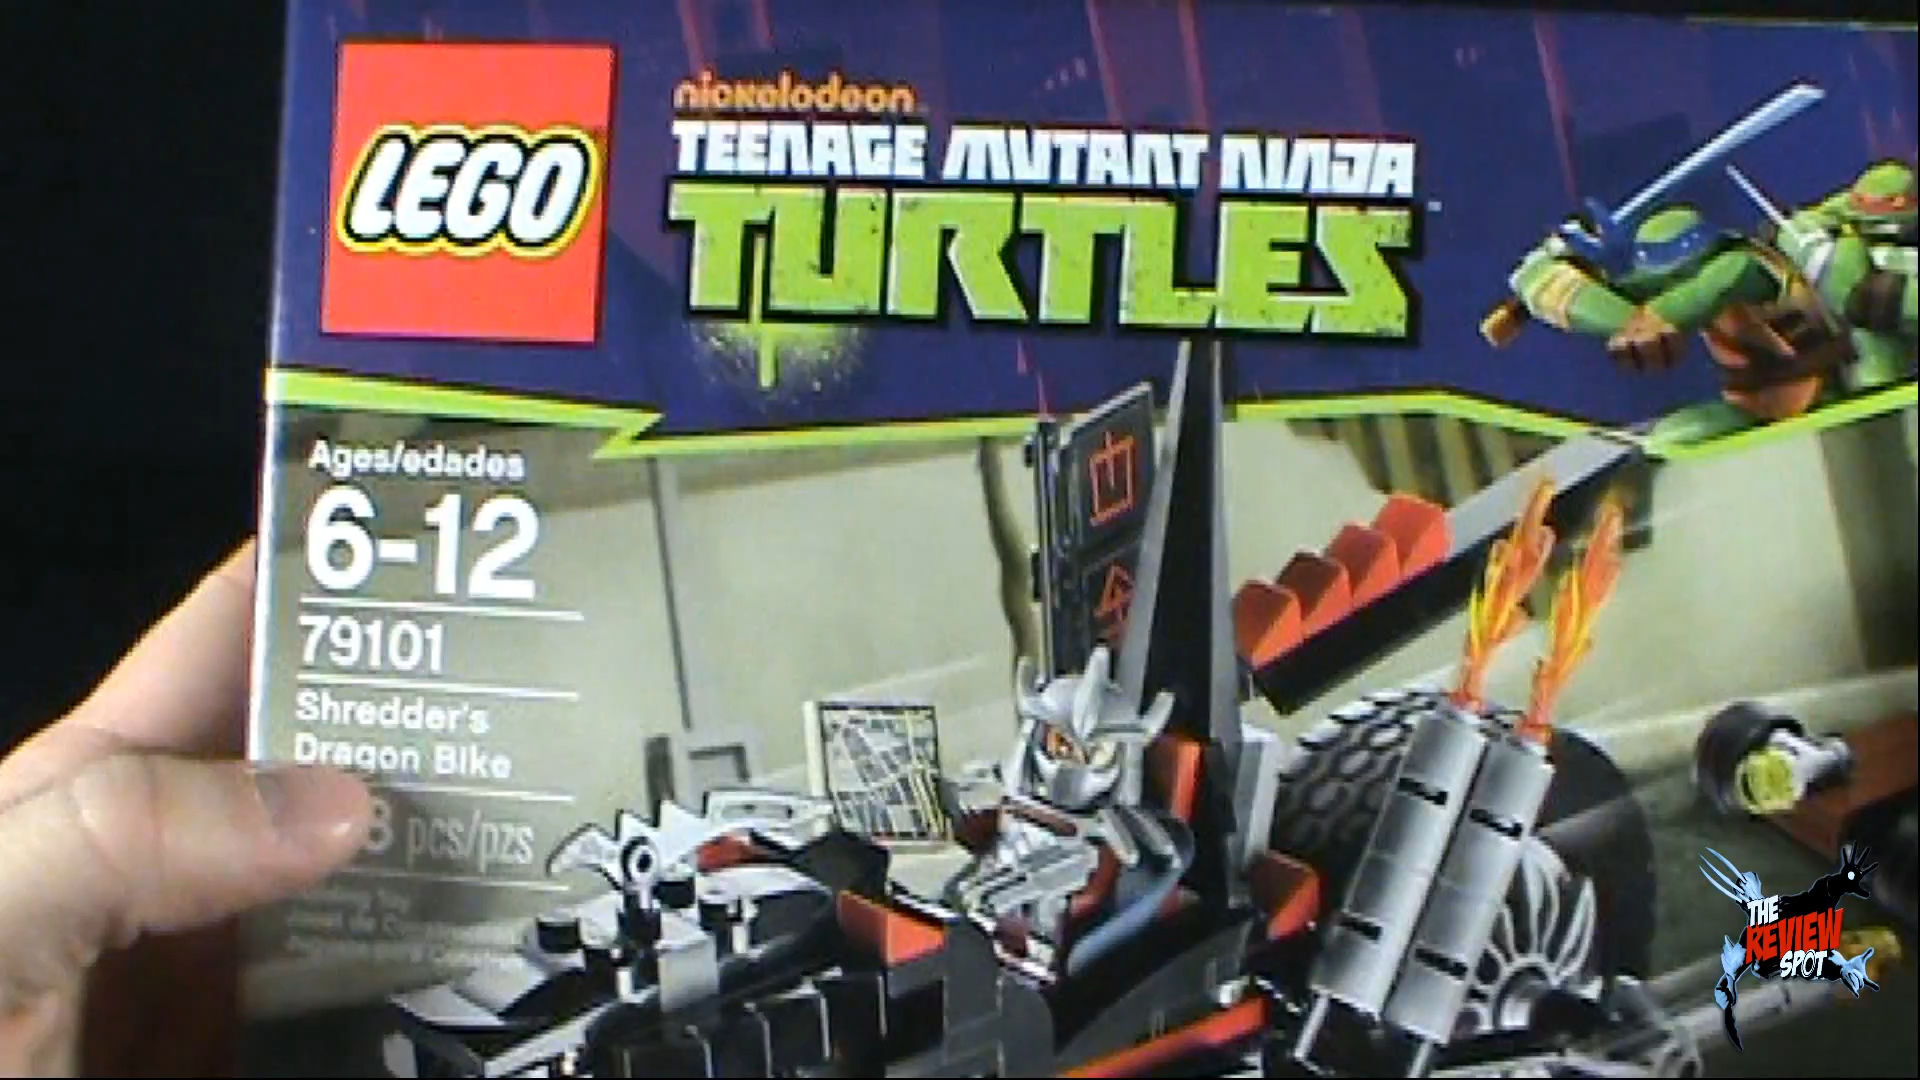 LEGO
nickelodeon
TEENAGE MUTANT NINJA
TURTLES
Ages/edades
6-12
79101
Shredder's
Dragon Bike
8 pcs/pzs
THE
REVIEW
SPOT